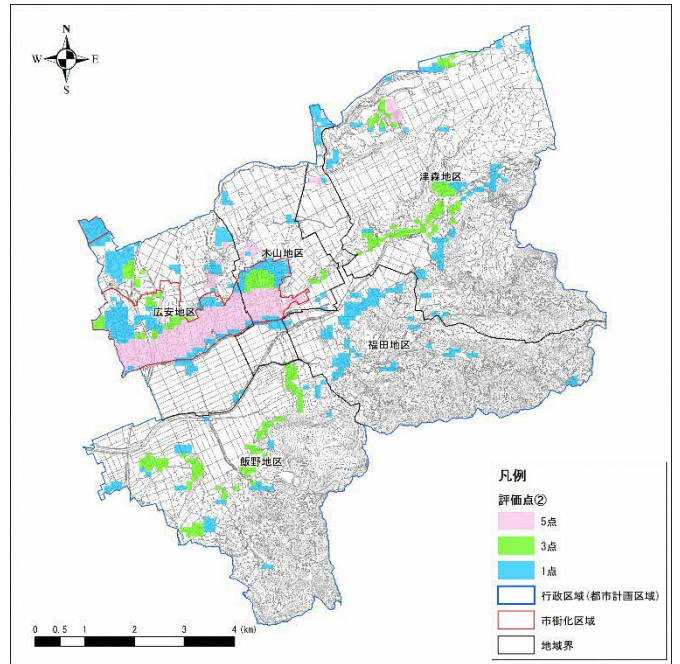 N
W E
S
津森地区
木山地区
広安地区
福田地区
飯野地区
凡例
評価点②
5点
3点
1点
行政区域(都市計画区域)
市街化区域
地域界
0 0.5 1 2 3 4 (km)